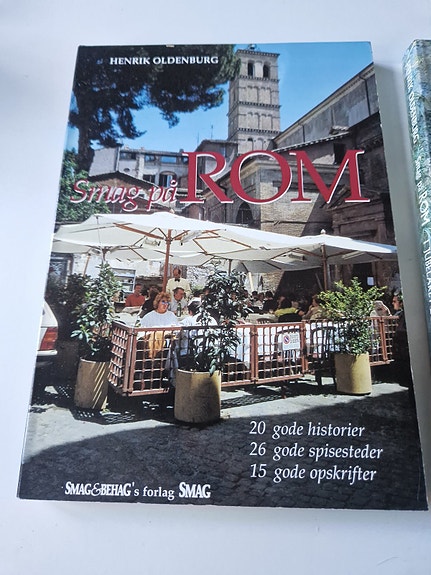 HENRIK OLDENBURG
Smag på ROM
20 gode historier
26 gode spisesteder
15 gode opskrifter
SMAG&BEHAG's forlag SMAG